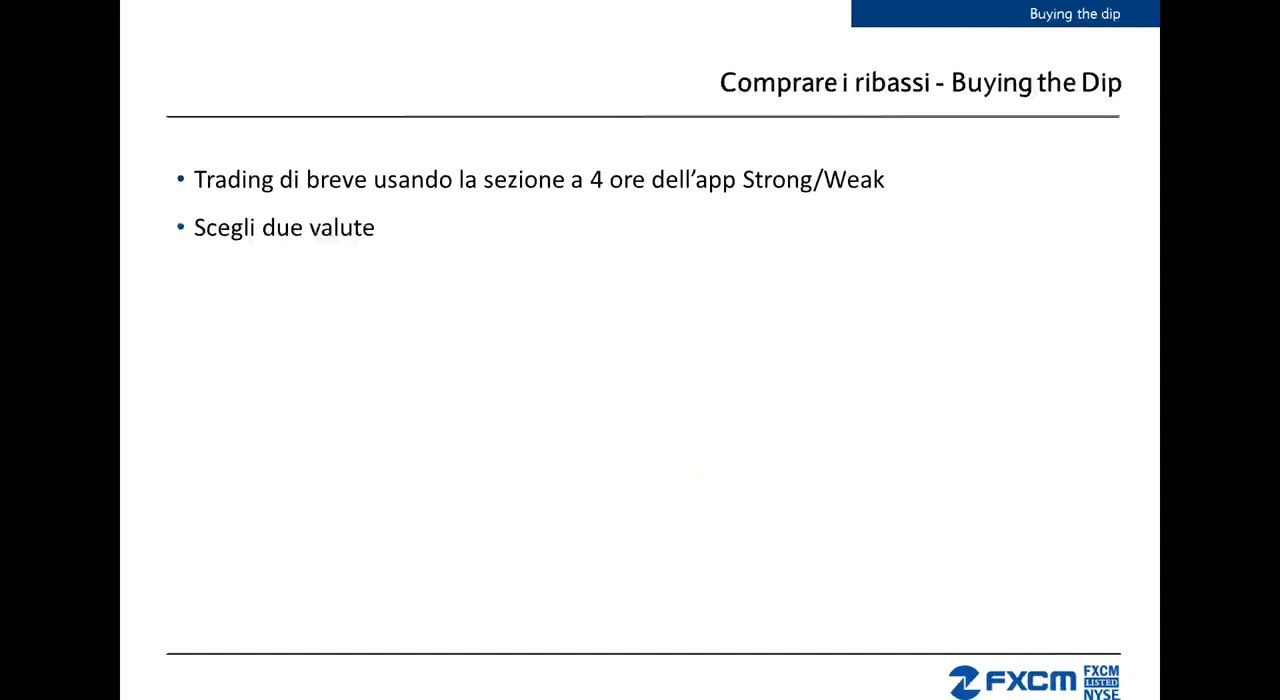 Buying the dip
Comprare i ribassi - Buying the Dip
• Trading di breve usando la sezione a 4 ore dell’app Strong/Weak
• Scegli due valute
FXCM
FXCM
LISTED
NYSE